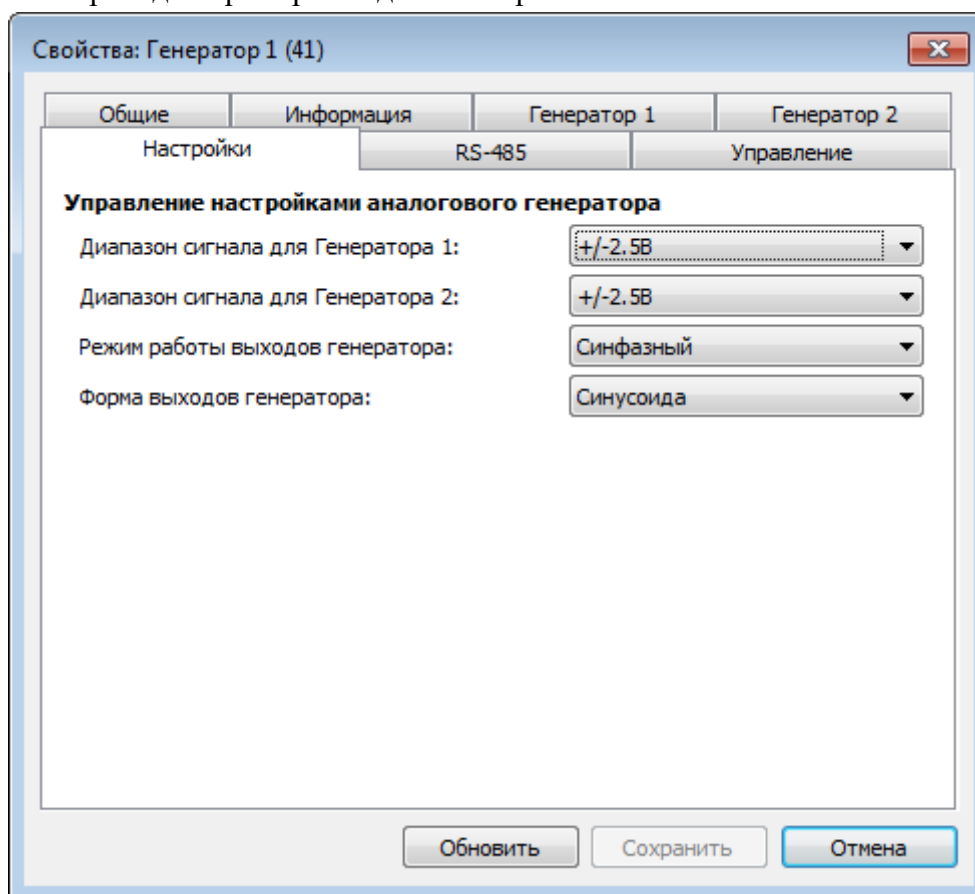 Свойства: Генератор 1 (41)
Общие Информация Генератор 1 Генератор 2
Настройки RS-485 Управление
Управление настройками аналогового генератора
Диапазон сигнала для Генератора 1: +/-2.5В
Диапазон сигнала для Генератора 2: +/-2.5В
Режим работы выходов генератора: Синфазный
Форма выходов генератора: Синусоида
Обновить Сохранить Отмена